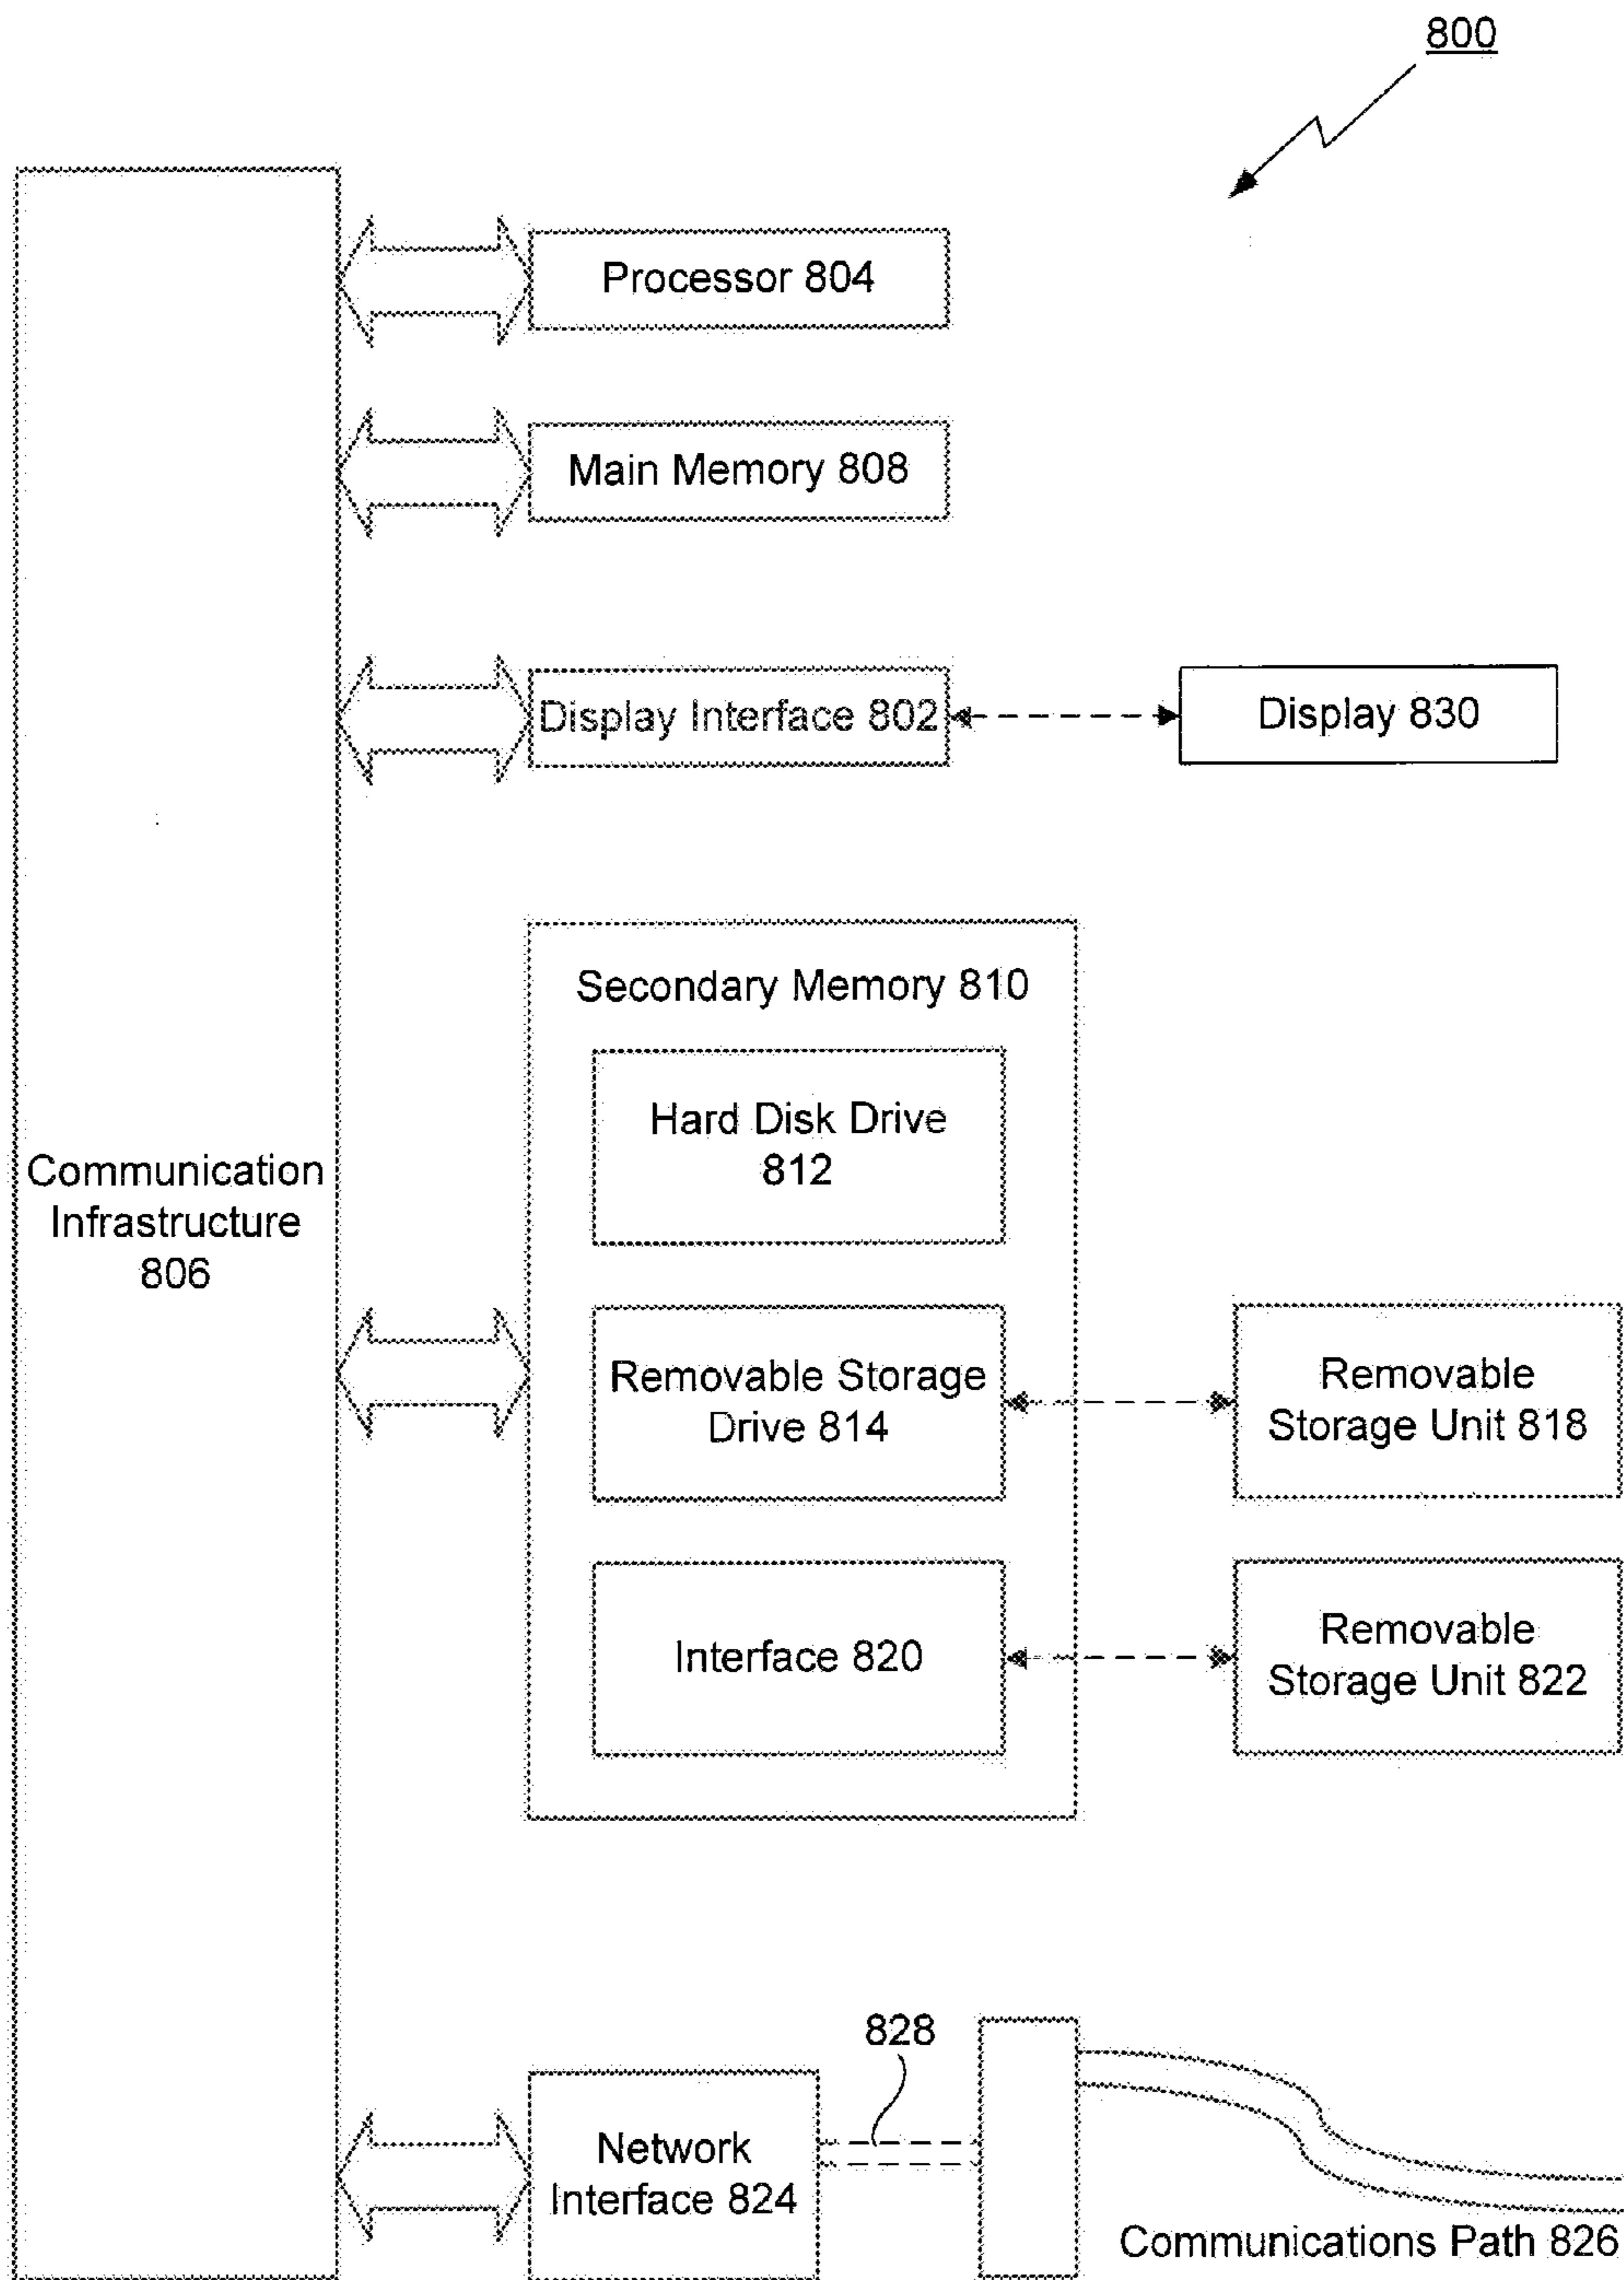 800
Processor 804
Main Memory 808
Display Interface 802
Display 830
Secondary Memory 810
Hard Disk Drive
812
Communication
Infrastructure
806
Removable Storage
Drive 814
Removable
Storage Unit 818
Interface 820
Removable
Storage Unit 822
828
Network
Interface 824
Communications Path 826